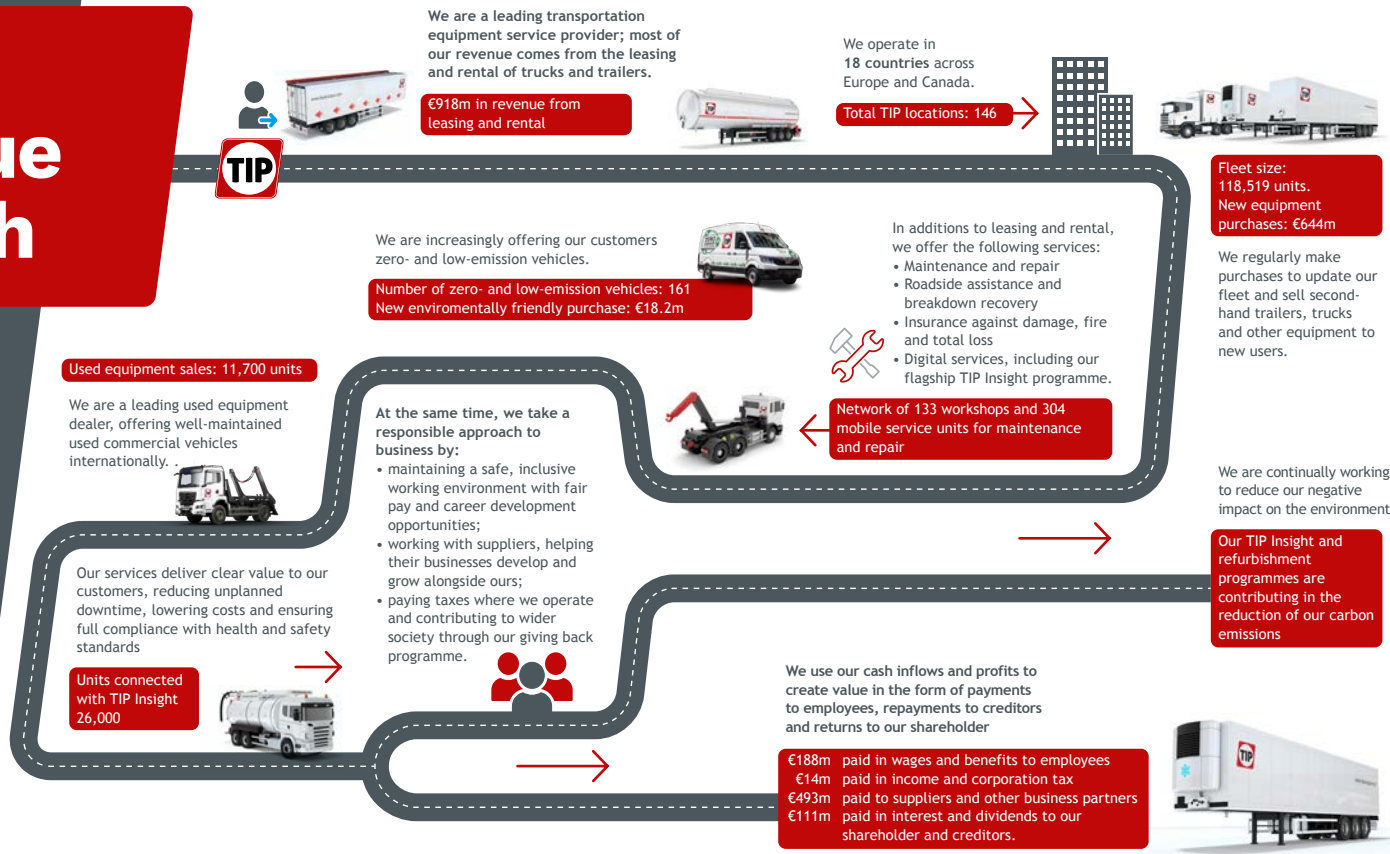 ue
h
We are a leading transportation
equipment service provider; most of
our revenue comes from the leasing
and rental of trucks and trailers.
€918m in revenue from
leasing and rental
We operate in
18 countries across
Europe and Canada.
Total TIP locations: 146
TIP
Fleet size:
118,519 units.
New equipment
purchases: €644m
We regularly make
purchases to update our
fleet and sell second-
hand trailers, trucks
and other equipment to
new users.
In additions to leasing and rental,
we offer the following services:
• Maintenance and repair
• Roadside assistance and
breakdown recovery
• Insurance against damage, fire
and total loss
• Digital services, including our
flagship TIP Insight programme.
Network of 133 workshops and 304
mobile service units for maintenance
and repair
We are increasingly offering our customers
zero- and low-emission vehicles.
Number of zero- and low-emission vehicles: 161
New enviromentally friendly purchase: €18.2m
Used equipment sales: 11,700 units
We are a leading used equipment
dealer, offering well-maintained
used commercial vehicles
internationally. .
At the same time, we take a
responsible approach to
business by:
• maintaining a safe, inclusive
working environment with fair
pay and career development
opportunities;
• working with suppliers, helping
their businesses develop and
grow alongside ours;
• paying taxes where we operate
and contributing to wider
society through our giving back
programme.
Our services deliver clear value to our
customers, reducing unplanned
downtime, lowering costs and ensuring
full compliance with health and safety
standards
Units connected
with TIP Insight
26,000
We are continually working
to reduce our negative
impact on the environment
Our TIP Insight and
refurbishment
programmes are
contributing in the
reduction of our carbon
emissions
We use our cash inflows and profits to
create value in the form of payments
to employees, repayments to creditors
and returns to our shareholder
€188m paid in wages and benefits to employees
€14m paid in income and corporation tax
€493m paid to suppliers and other business partners
€111m paid in interest and dividends to our
shareholder and creditors.
TIP